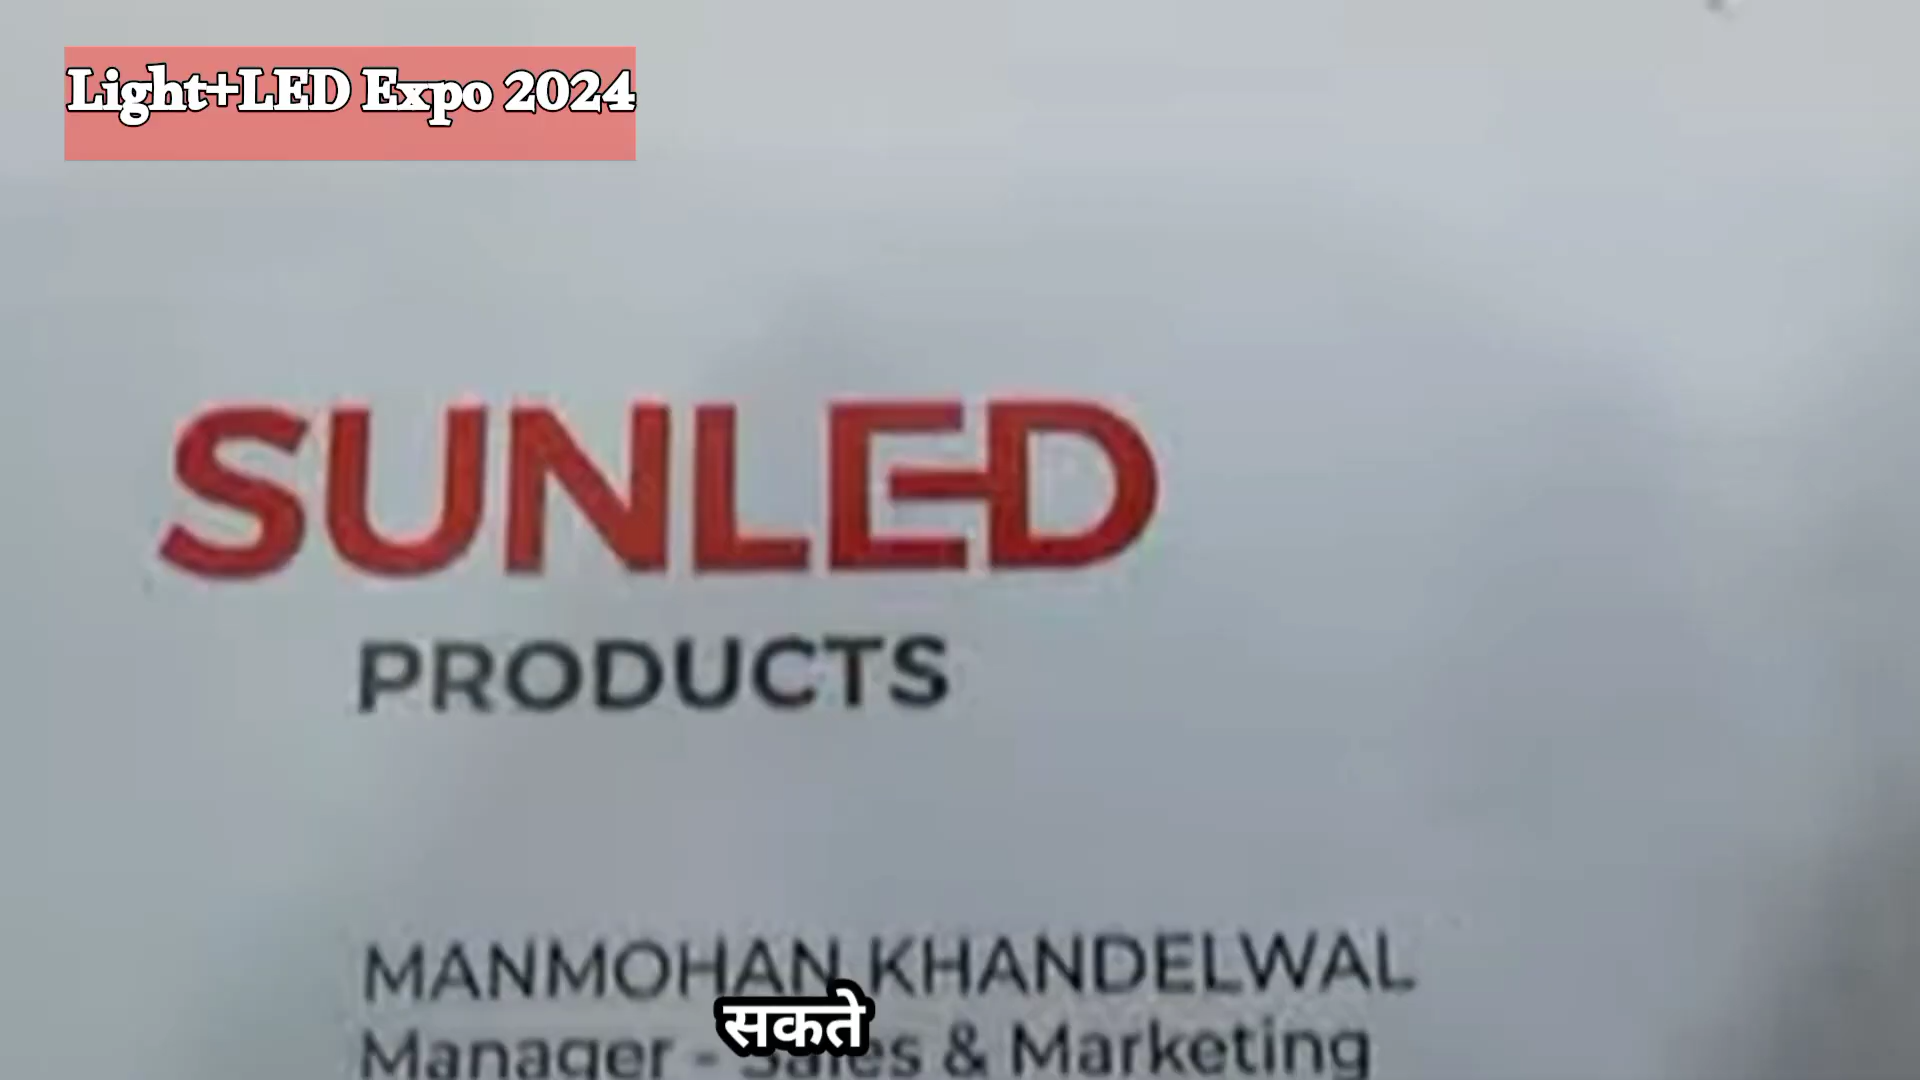 Light+LED Expo 2024
SUNLED
PRODUCTS
MANMOHAN KHANDELWAL
Manager - Sales & Marketing
सकते